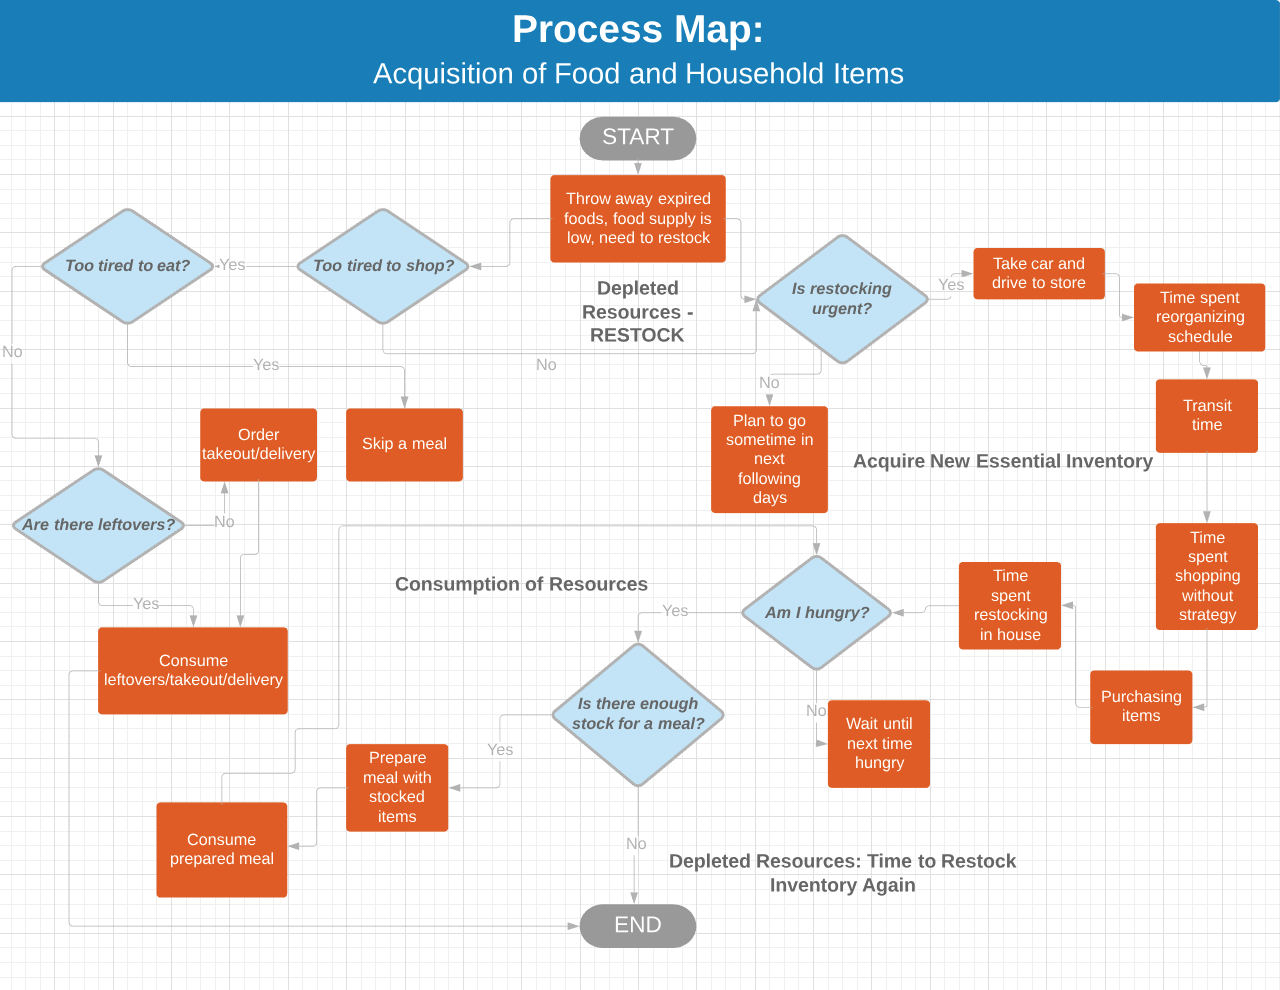 Process Map:
Acquisition of Food and Household Items
START
Throw away expired
foods, food supply is
low, need to restock
Too tired to eat?
Yes
Too tired to shop?
Depleted
Resources -
RESTOCK
Is restocking
urgent?
Yes
Take car and
drive to store
Time spent
reorganizing
schedule
No
Yes
No
No
Order
takeout/delivery
Skip a meal
Plan to go
sometime in
next
following
days
Transit
time
Acquire New Essential Inventory
Are there leftovers?
No
Time
spent
shopping
without
strategy
Consumption of Resources
Yes
Yes
Am I hungry?
Time
spent
restocking
in house
Consume
leftovers/takeout/delivery
Is there enough
stock for a meal?
No
Wait until
next time
hungry
Purchasing
items
Yes
Prepare
meal with
stocked
items
Consume
prepared meal
No
Depleted Resources: Time to Restock
Inventory Again
END